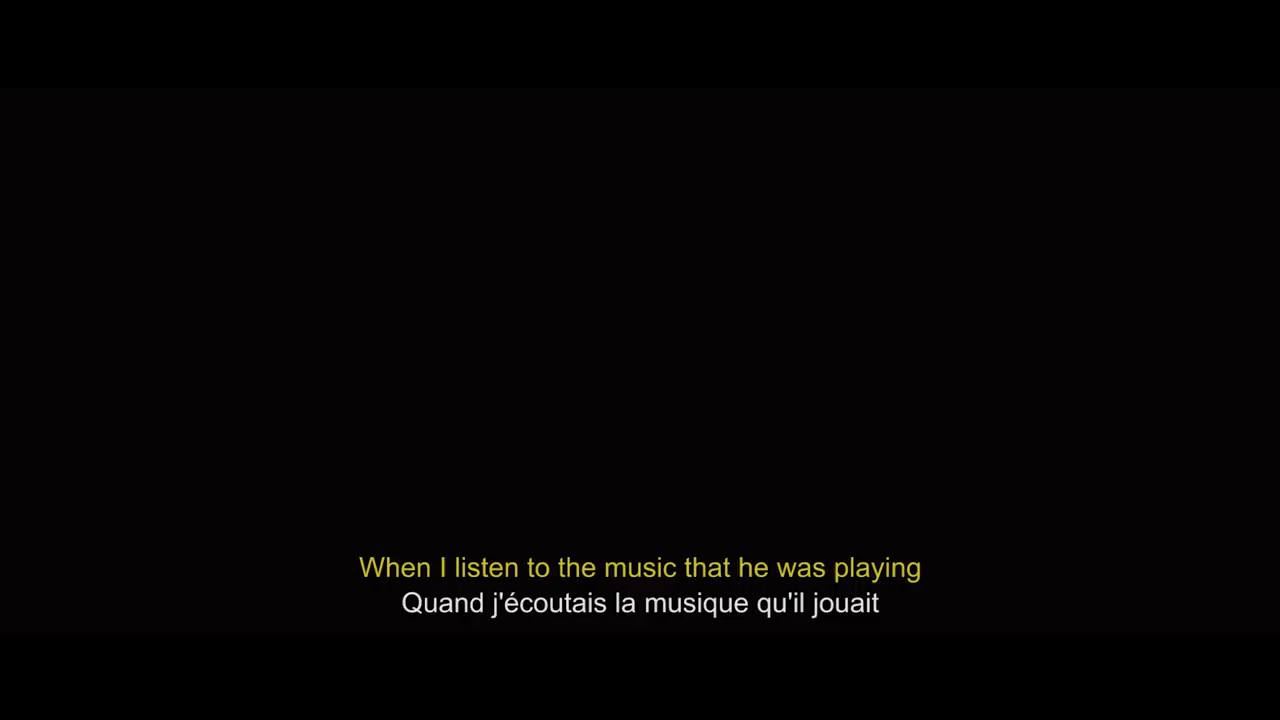 When I listen to the music that he was playing
Quand j'écoutais la musique qu'il jouait